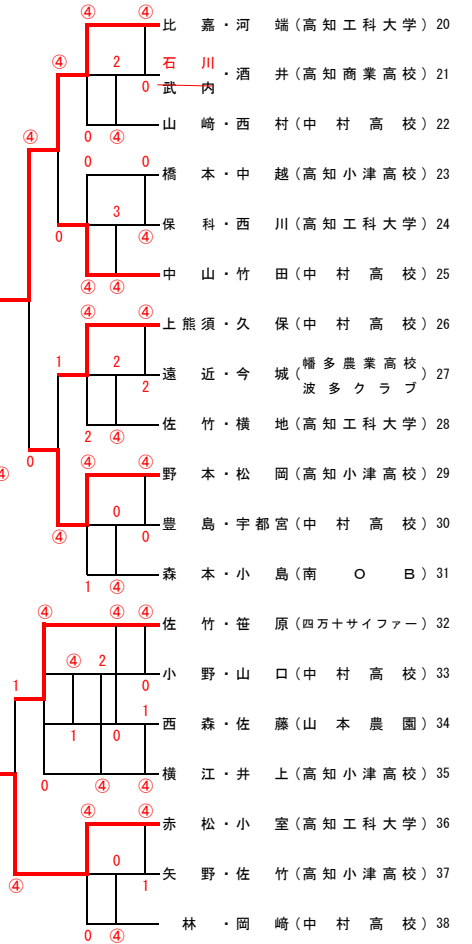 ④ ④ 比嘉・河端（高知工科大学）20
④ 2 石川
武内・酒井（高知商業高校）21
0
④ 0 ④ 山﨑・西村（中村高校）22
0 0 橋本・中越（高知小津高校）23
3 保科・西川（高知工科大学）24
0 ④
中山・竹田（中村高校）25
④ ④
④ ④ 上熊須・久保（中村高校）26
1 2 遠近・今城（幡多農業高校
波多クラブ）27
2
2 ④ 佐竹・横地（高知工科大学）28
④ 0 ④ ④ 野本・松岡（高知小津高校）29
0 豊島・宇都宮（中村高校）30
④ 0
1 ④ 森本・小島（南OB）31
④ ④ ④ 佐竹・笹原（四万十サイファー）32
1 ④ 2 小野・山口（中村高校）33
0
1 西森・佐藤（山本農園）34
1 0
0 ④ ④ 横江・井上（高知小津高校）35
④ ④ 赤松・小室（高知工科大学）36
0 矢野・佐竹（高知小津高校）37
④ 1
0 ④ 林・岡﨑（中村高校）38